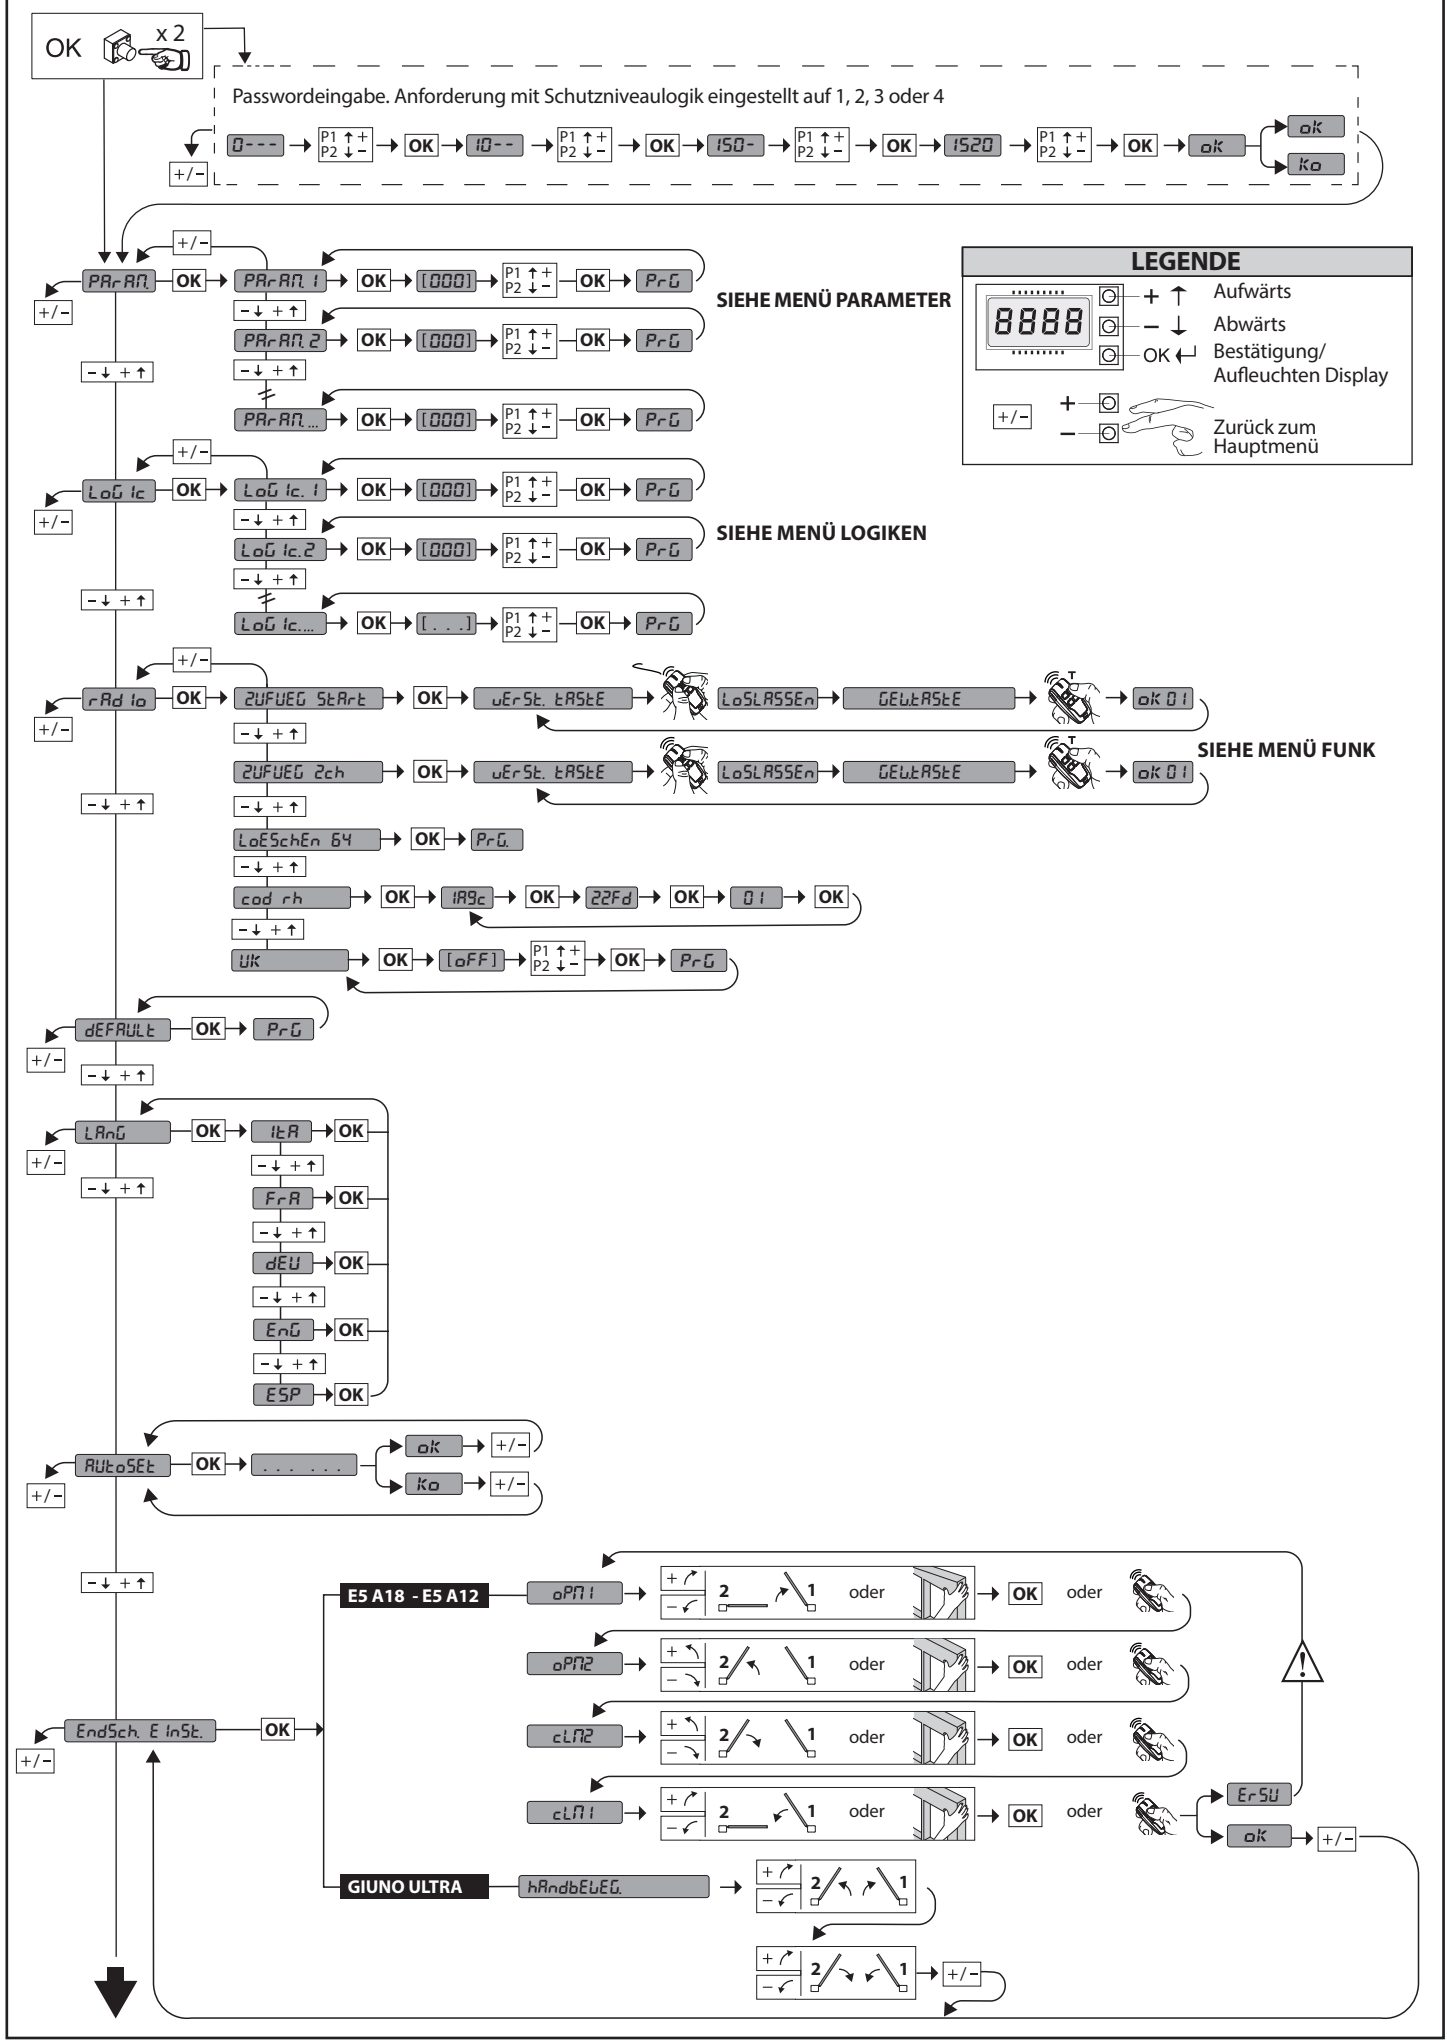 OK x 2
Passwordeingabe. Anforderung mit Schutzniveaulogik eingestellt auf 1, 2, 3 oder 4
0--- P1 ↑ + P2 ↓ − OK 10-- P1 ↑ + P2 ↓ − OK 150- P1 ↑ + P2 ↓ − OK 1520 P1 ↑ + P2 ↓ − OK oK oK
Ko
+/-
+/-
PArAM. OK PArAM. 1 OK [000] P1 ↑ + P2 ↓ − OK PrG
+/-
− ↓ + ↑
SIEHE MENÜ PARAMETER
PArAM. 2 OK [000] P1 ↑ + P2 ↓ − OK PrG
− ↓ + ↑
− ↓ + ↑
PArAM. ... OK [000] P1 ↑ + P2 ↓ − OK PrG
LEGENDE
8888
+ ↑ Aufwärts
− ↓ Abwärts
OK Bestätigung/
Aufleuchten Display
+/-
+
−
Zurück zum
Hauptmenü
+/-
LoGIc OK LoGIc. 1 OK [000] P1 ↑ + P2 ↓ − OK PrG
+/-
− ↓ + ↑
SIEHE MENÜ LOGIKEN
LoGIc.2 OK [000] P1 ↑ + P2 ↓ − OK PrG
− ↓ + ↑
− ↓ + ↑
LoGIc.... OK [. . .] P1 ↑ + P2 ↓ − OK PrG
+/-
rAdIo OK ZUFUEG StArt OK vErSt. tAStE LoSLASSEn GEW.tAStE T oK 01
+/-
− ↓ + ↑
SIEHE MENÜ FUNK
ZUFUEG 2ch OK vErSt. tAStE LoSLASSEn GEW.tAStE T oK 01
− ↓ + ↑
− ↓ + ↑
LoESchEn 64 OK PrG.
− ↓ + ↑
cod rh OK 1A9c OK 22Fd OK 01 OK
− ↓ + ↑
UK OK [oFF] P1 ↑ + P2 ↓ − OK PrG
dEFAULt OK PrG
+/-
− ↓ + ↑
LAnG OK ItA OK
+/-
− ↓ + ↑
− ↓ + ↑
FrA OK
− ↓ + ↑
dEU OK
− ↓ + ↑
EnG OK
− ↓ + ↑
ESP OK
AUtoSEt OK . . . . . . oK +/-
Ko +/-
+/-
− ↓ + ↑
E5 A18 - E5 A12 oPM1 + − 2 1 oder OK oder
oPM2 + − 2 1 oder OK oder
EndSch. EInSt. OK
+/-
cLM2 + − 2 1 oder OK oder
!
cLM1 + − 2 1 oder OK oder
ErSW
oK +/-
GIUNO ULTRA hAndbEWEG. + − 2 1
+ − 2 1 +/-